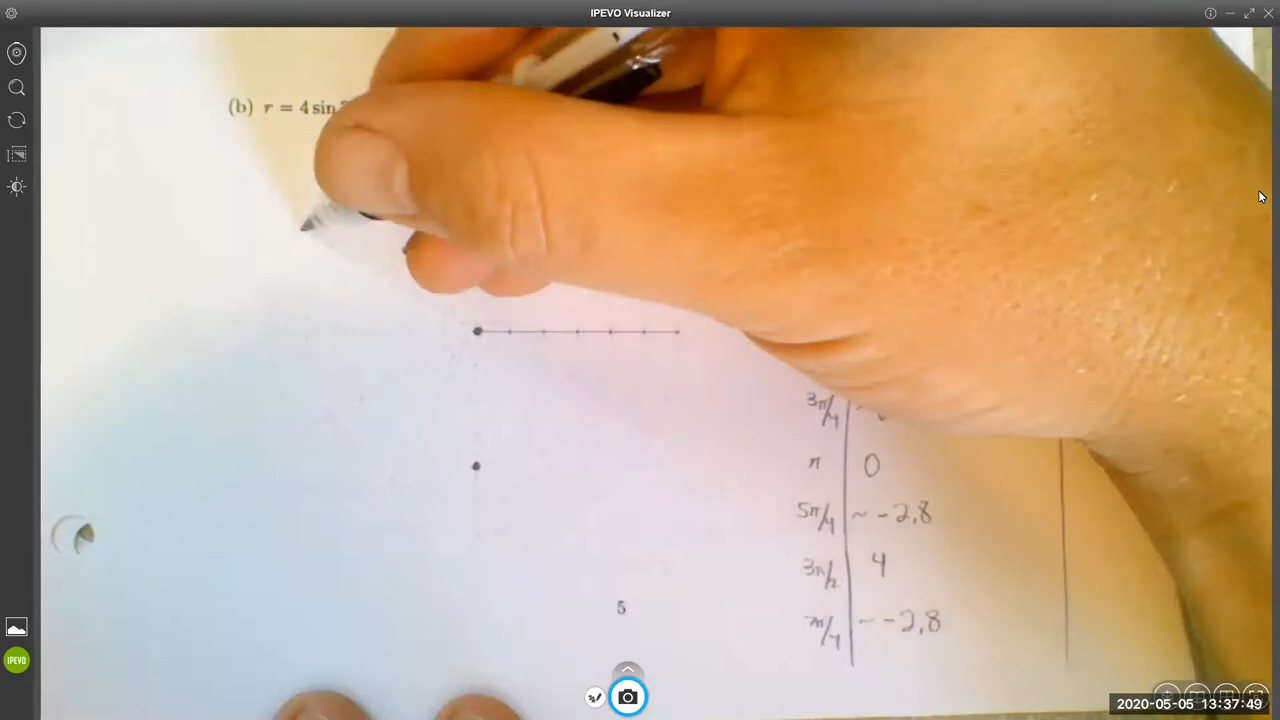 IPEVO Visualizer
(b) r = 4 sin
3π/4
π 0
5π/4 ~ -2,8
3π/2 4
7π/4 ~ -2,8
5
IPEVO
2020-05-05 13:37:49